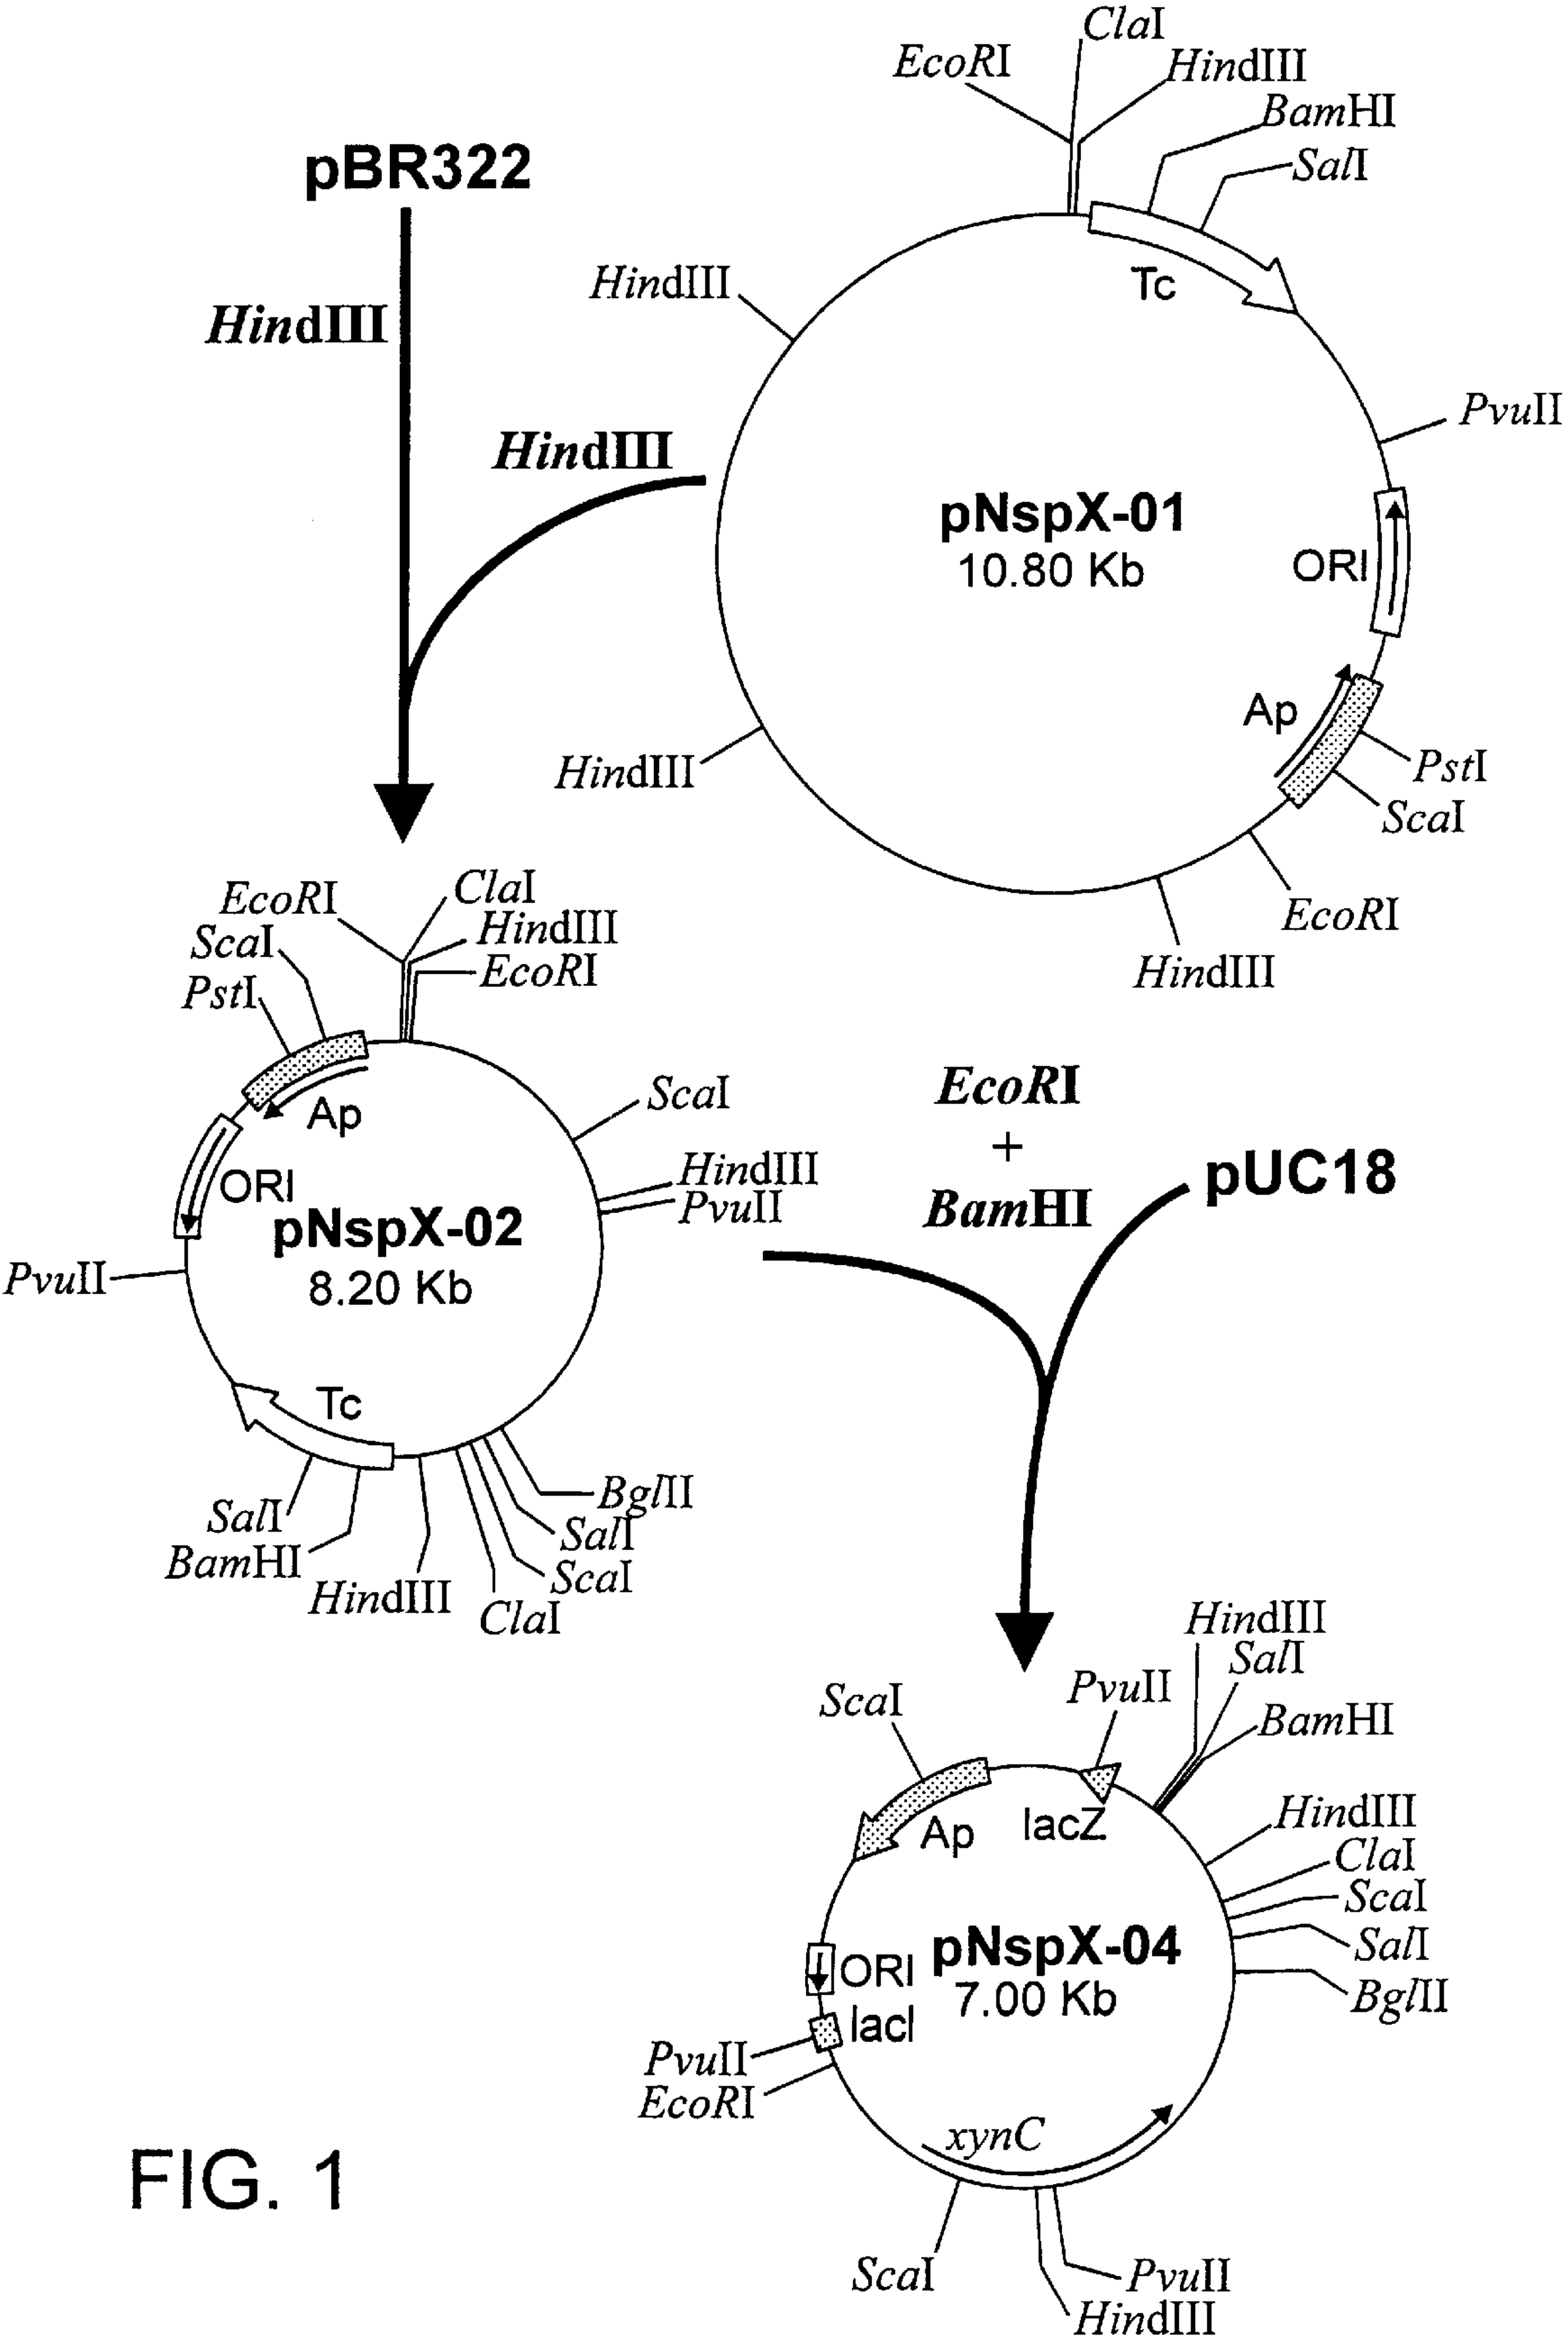 ClaI
EcoRI
HindIII
BamHI
SalI
pBR322
HindIII
Tc
HindIII
PvuII
HindIII
pNspX-01
10.80 Kb
ORI
Ap
PstI
ScaI
HindIII
EcoRI
HindIII
ClaI
EcoRI
HindIII
ScaI
EcoRI
PstI
ScaI
Ap
HindIII
PvuII
ORI
pNspX-02
8.20 Kb
PvuII
Tc
BglII
SalI
SalI
BamHI
ScaI
HindIII
ClaI
EcoRI
+
BamHI
pUC18
HindIII
SalI
PvuII
ScaI
BamHI
HindIII
Ap
lacZ
ClaI
ScaI
SalI
BglII
pNspX-04
7.00 Kb
ORI
lacI
PvuII
EcoRI
xynC
ScaI
PvuII
HindIII
FIG. 1